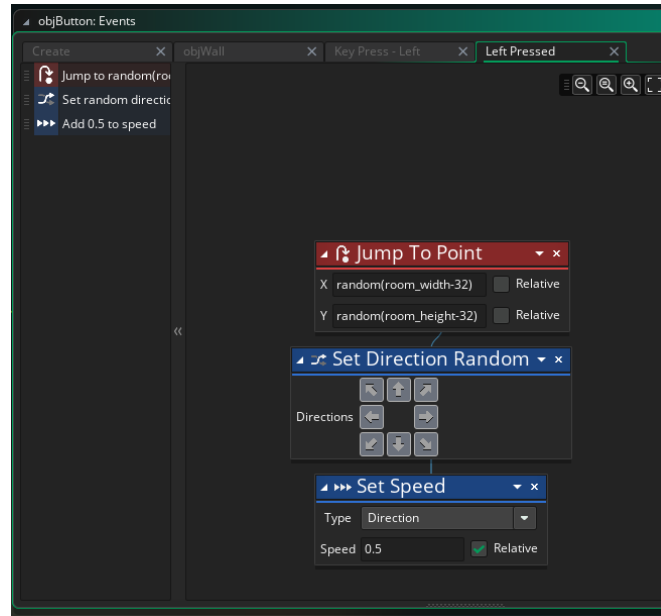 objButton: Events
Create
objWall
Key Press - Left
Left Pressed
Jump to random(roo
Set random directic
Add 0.5 to speed
Jump To Point
X random(room_width-32) Relative
Y random(room_height-32) Relative
Set Direction Random
Directions
Set Speed
Type Direction
Speed 0.5 Relative